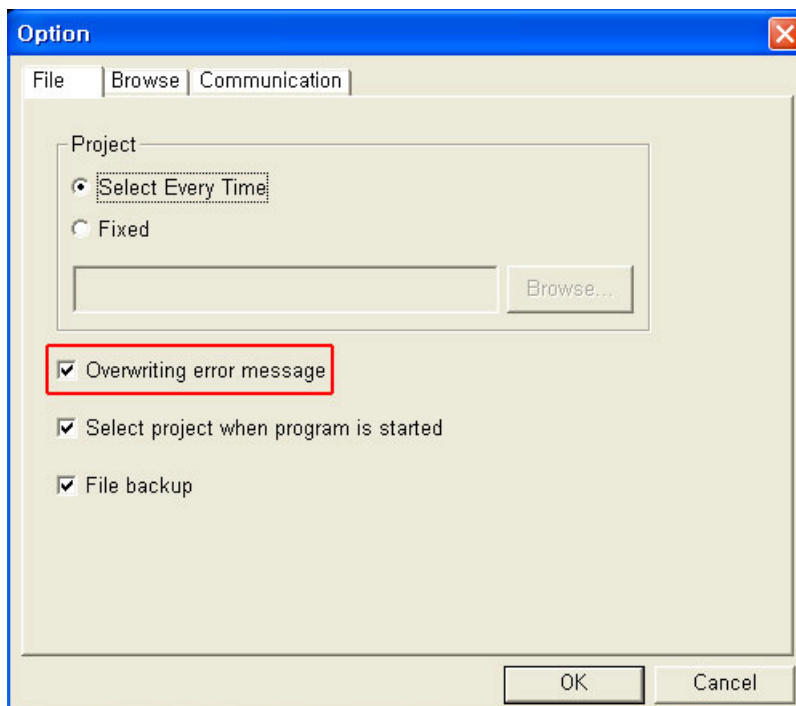 Option
File Browse Communication
Project
Select Every Time
Fixed
Browse...
Overwriting error message
Select project when program is started
File backup
OK Cancel